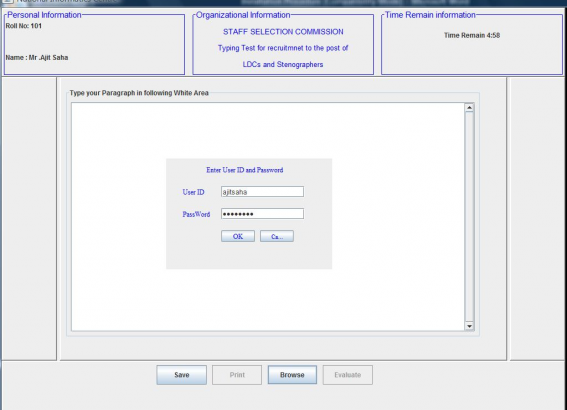 National Informatics Center
Personal Information
Roll No: 101
Name : Mr .Ajit Saha
Organizational Information
STAFF SELECTION COMMISSION
Typing Test for recruitmnet to the post of
LDCs and Stenographers
Time Remain information
Time Remain 4:58
Type your Paragraph in following White Area
Enter User ID and Password
User ID ajitsaha
PassWord ••••••••
OK Ca...
Save Print Browse Evaluate